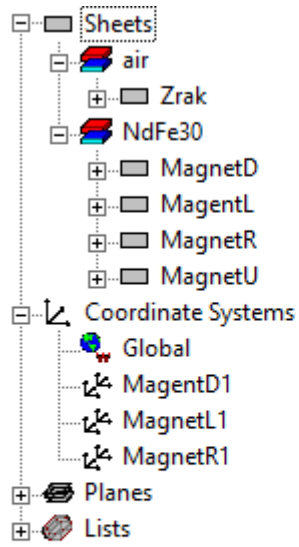 Sheets
air
Zrak
NdFe30
MagnetD
MagentL
MagnetR
MagnetU
Coordinate Systems
Global
MagentD1
MagnetL1
MagnetR1
Planes
Lists